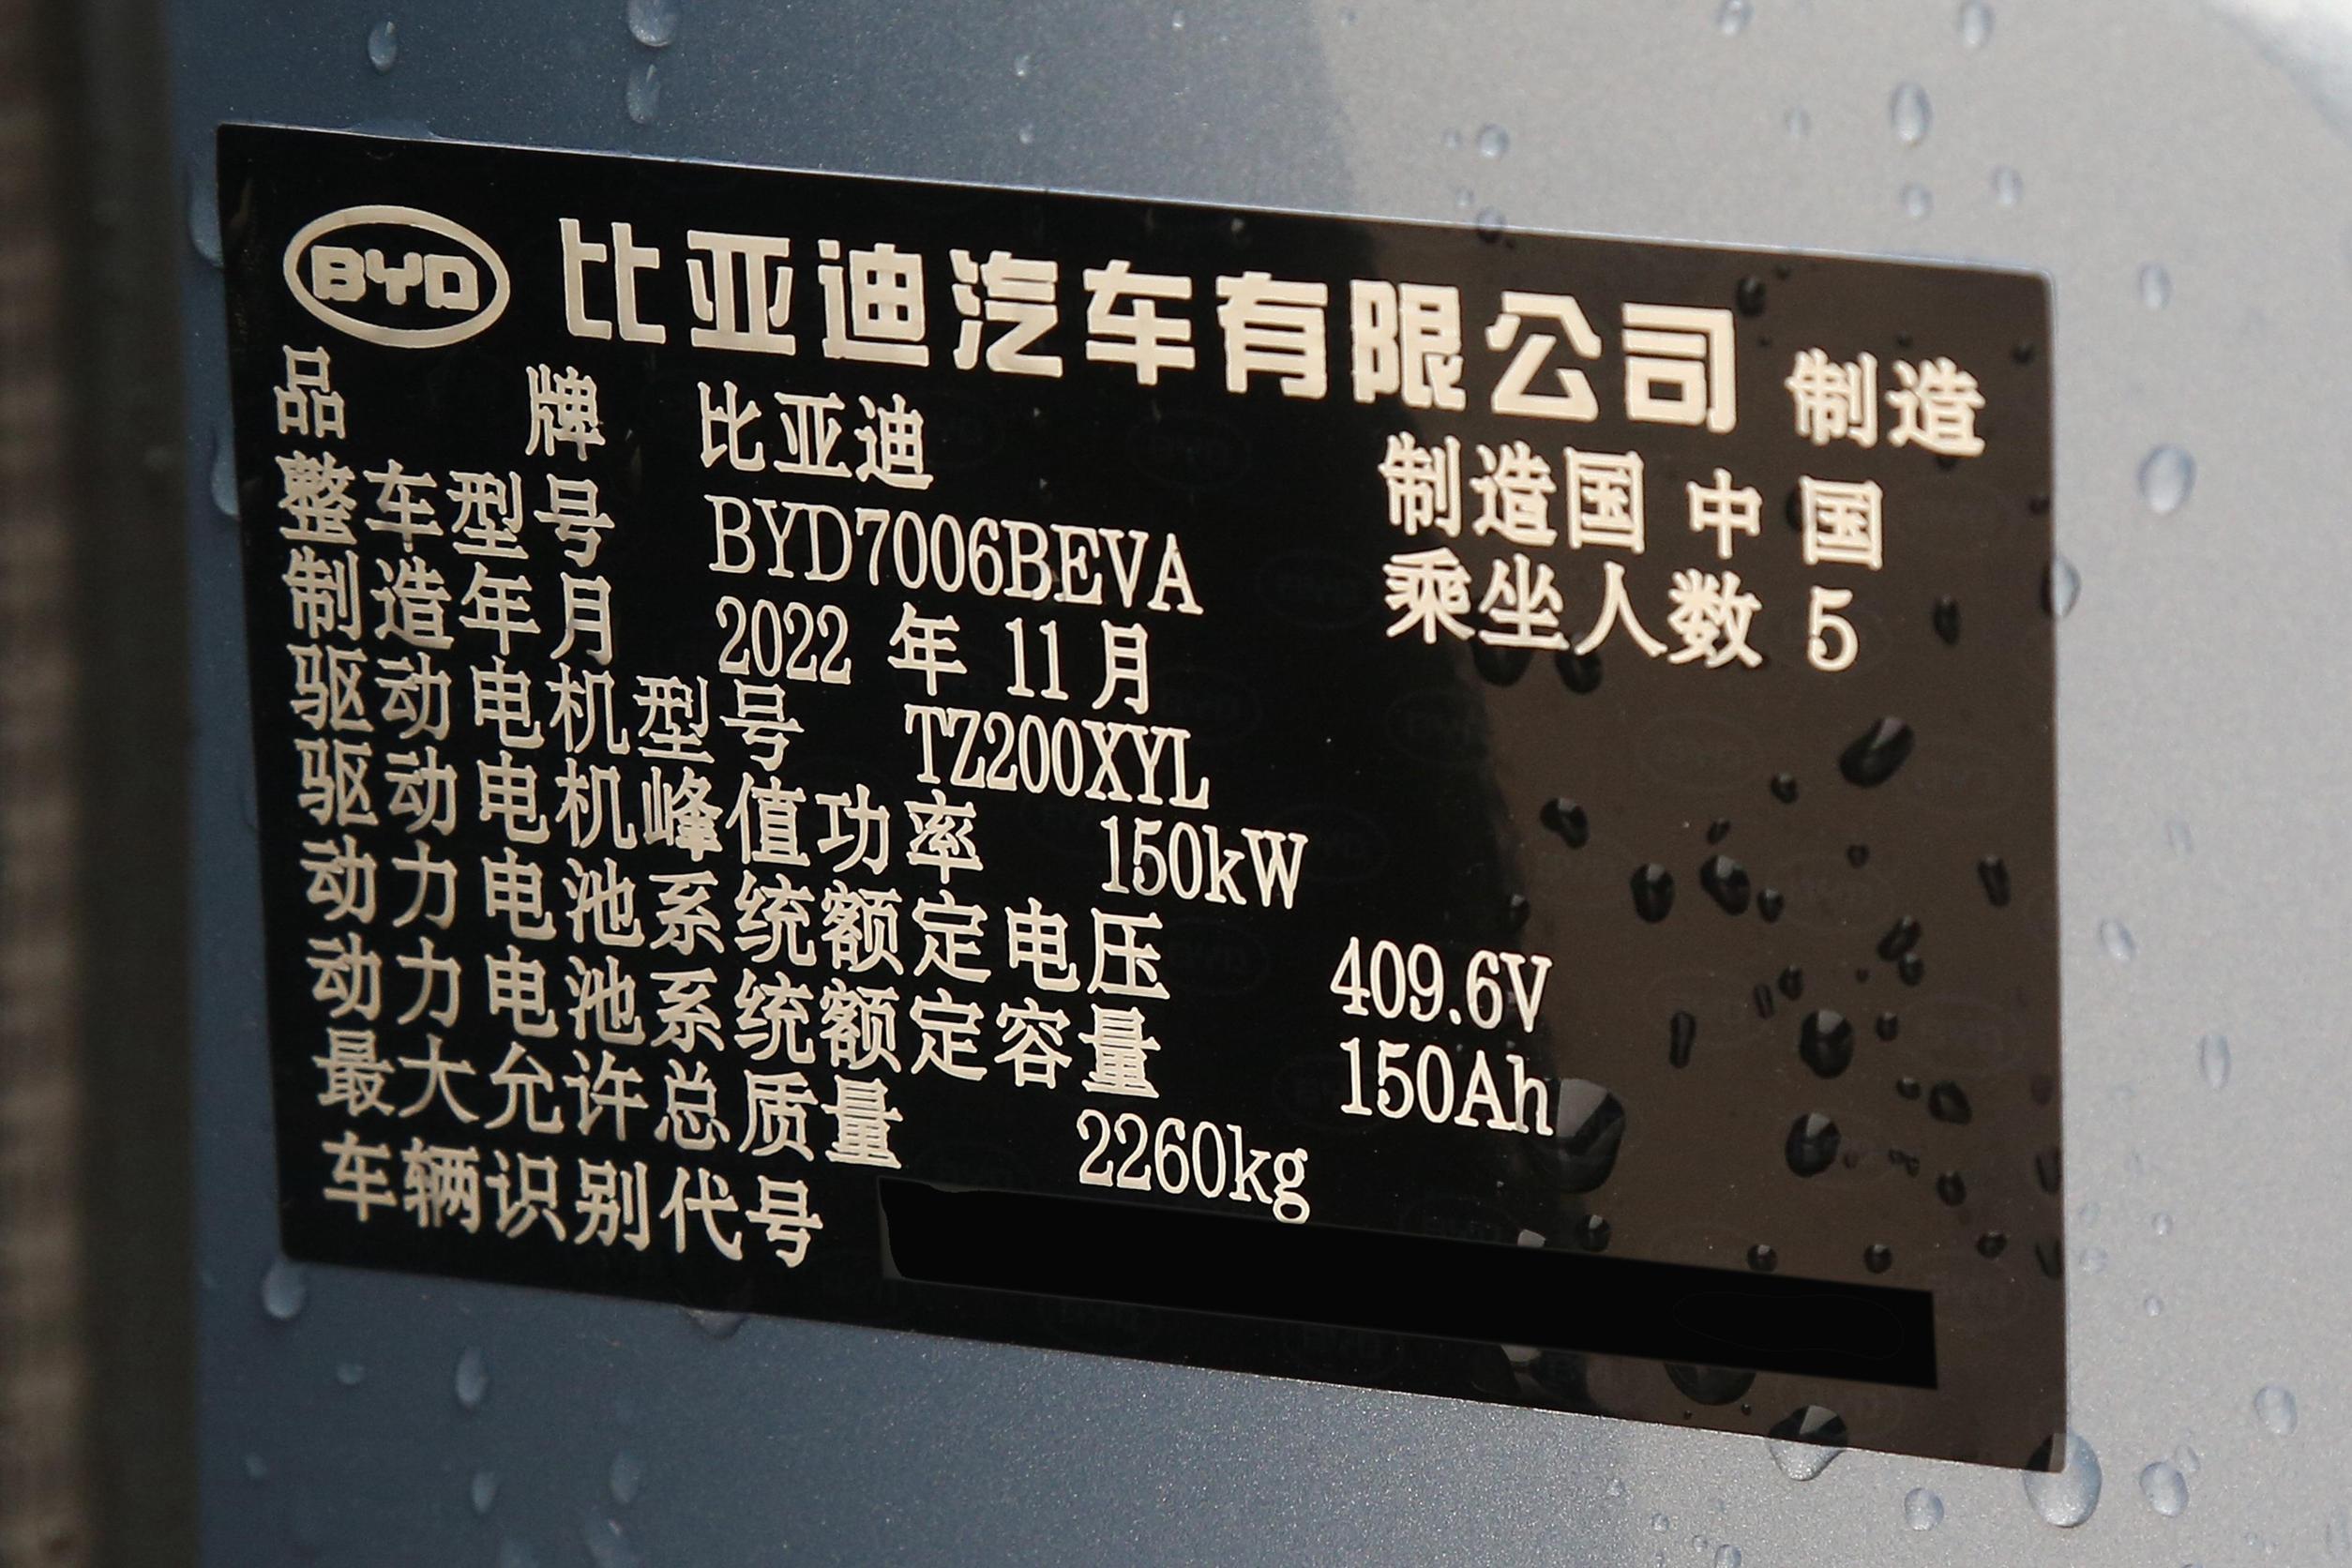 BYD 比亚迪汽车有限公司 制造
品 牌 比亚迪 制造国 中 国
整车型号 BYD7006BEVA 乘坐人数 5
制造年月 2022 年 11 月
驱动电机型号 TZ200XYL
驱动电机峰值功率 150kW
动力电池系统额定电压 409.6V
动力电池系统额定容量 150Ah
最大允许总质量 2260kg
车辆识别代号